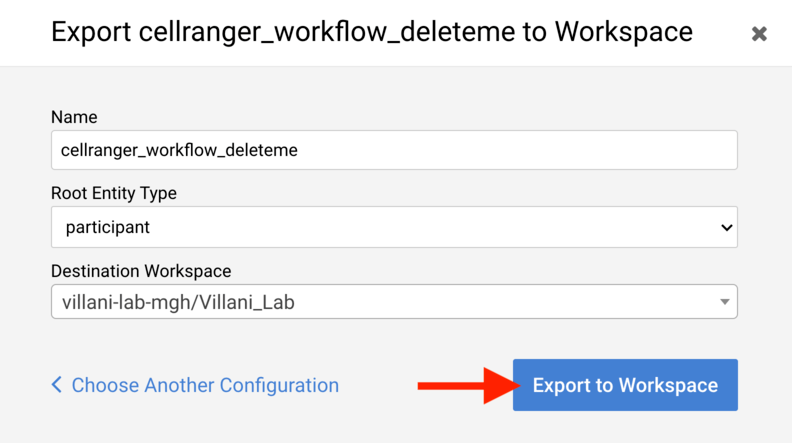 Export cellranger_workflow_deleteme to Workspace
Name
cellranger_workflow_deleteme
Root Entity Type
participant
Destination Workspace
villani-lab-mgh/Villani_Lab
Choose Another Configuration
Export to Workspace